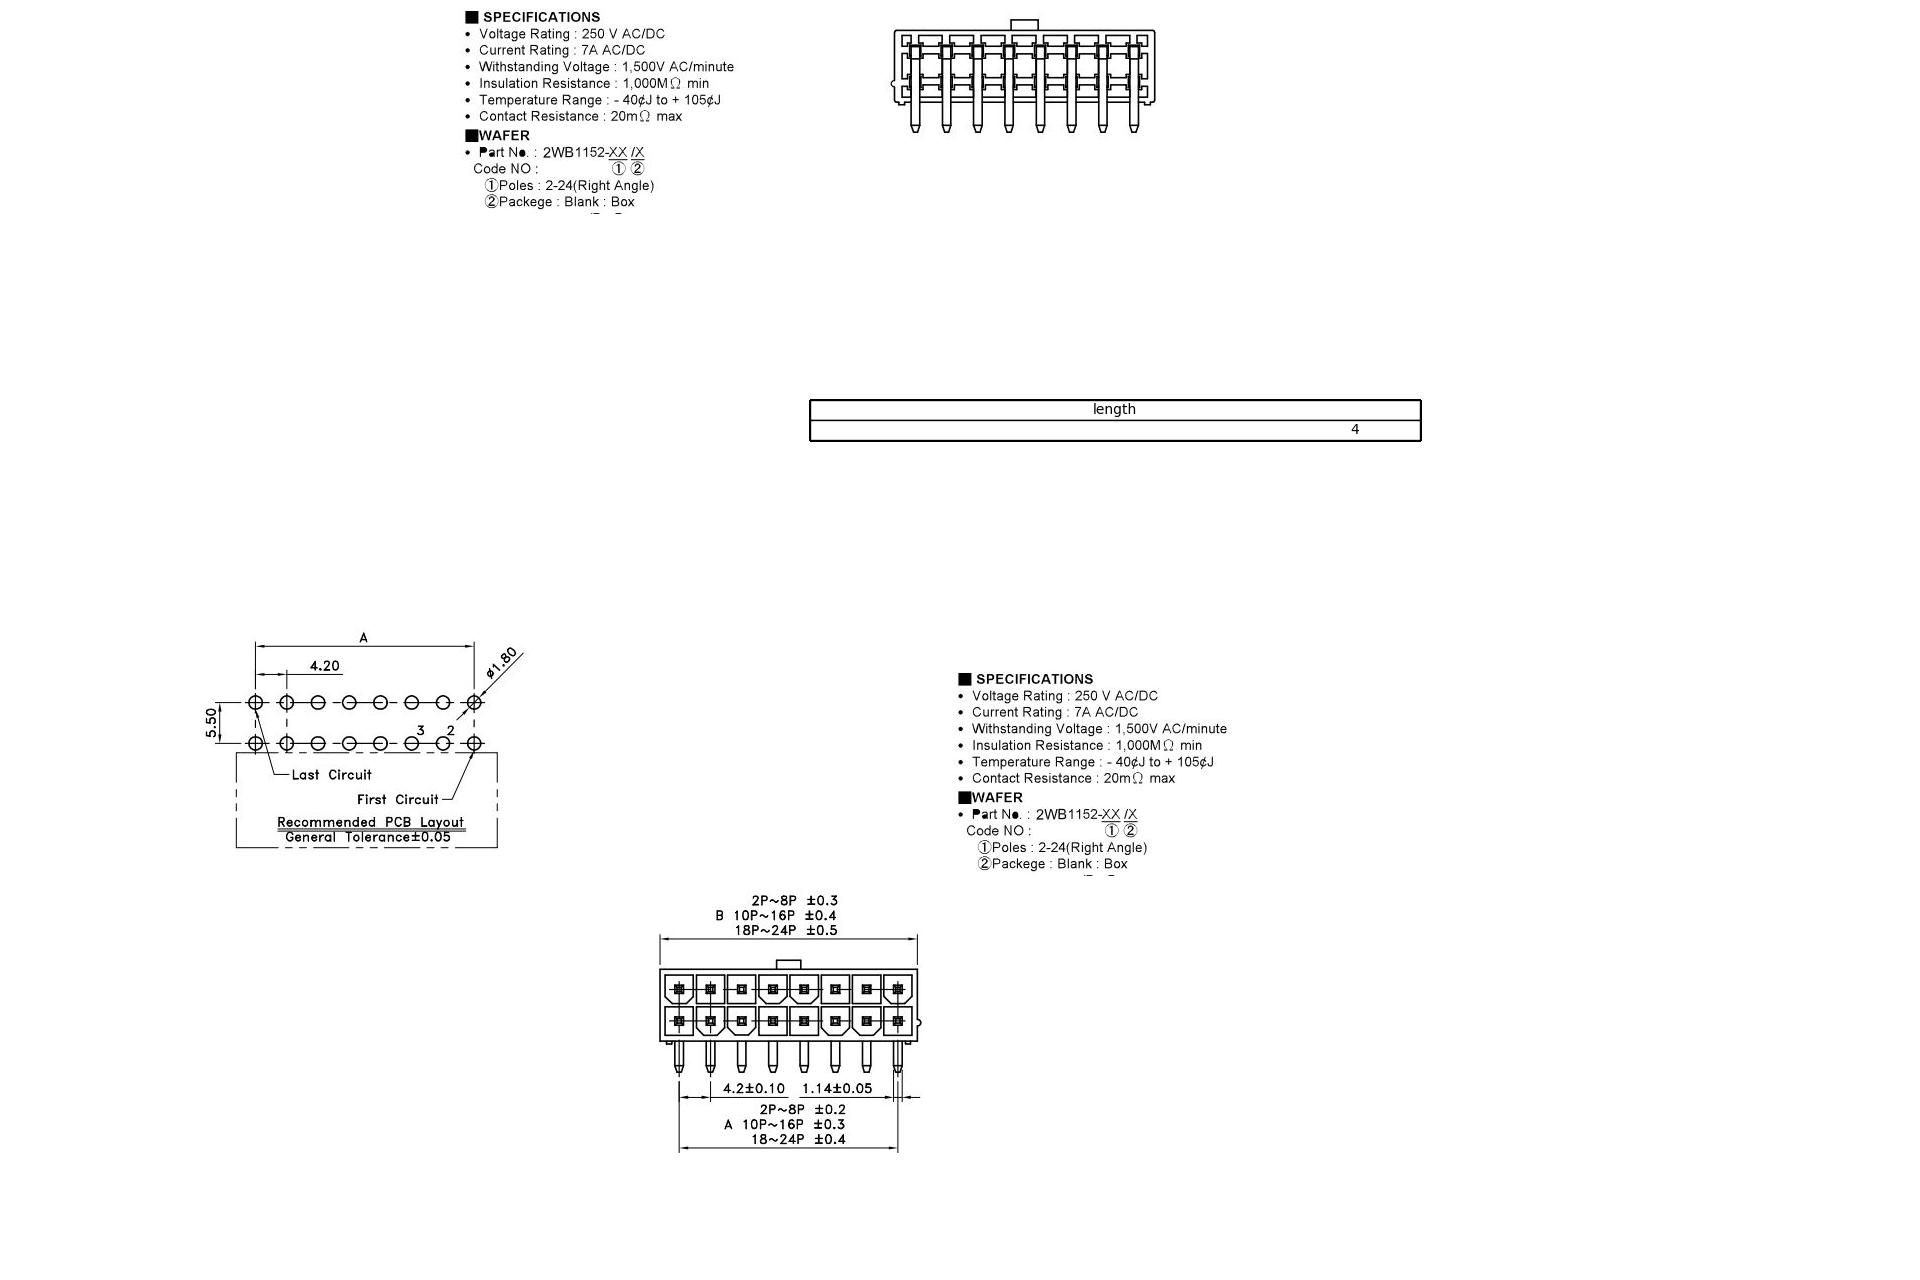 ■ SPECIFICATIONS
• Voltage Rating : 250 V AC/DC
• Current Rating : 7A AC/DC
• Withstanding Voltage : 1,500V AC/minute
• Insulation Resistance : 1,000MΩ min
• Temperature Range : - 40¢J to + 105¢J
• Contact Resistance : 20mΩ max
■WAFER
• Part No. : 2WB1152-XX /X
Code NO : ① ②
①Poles : 2-24(Right Angle)
②Packege : Blank : Box
length
4
A
4.20
ø1.80
5.50
3 2
Last Circuit
First Circuit
Recommended PCB Layout
General Tolerance±0.05
■ SPECIFICATIONS
• Voltage Rating : 250 V AC/DC
• Current Rating : 7A AC/DC
• Withstanding Voltage : 1,500V AC/minute
• Insulation Resistance : 1,000MΩ min
• Temperature Range : - 40¢J to + 105¢J
• Contact Resistance : 20mΩ max
■WAFER
• Part No. : 2WB1152-XX /X
Code NO : ① ②
①Poles : 2-24(Right Angle)
②Packege : Blank : Box
2P~8P ±0.3
B 10P~16P ±0.4
18P~24P ±0.5
4.2±0.10 1.14±0.05
2P~8P ±0.2
A 10P~16P ±0.3
18~24P ±0.4